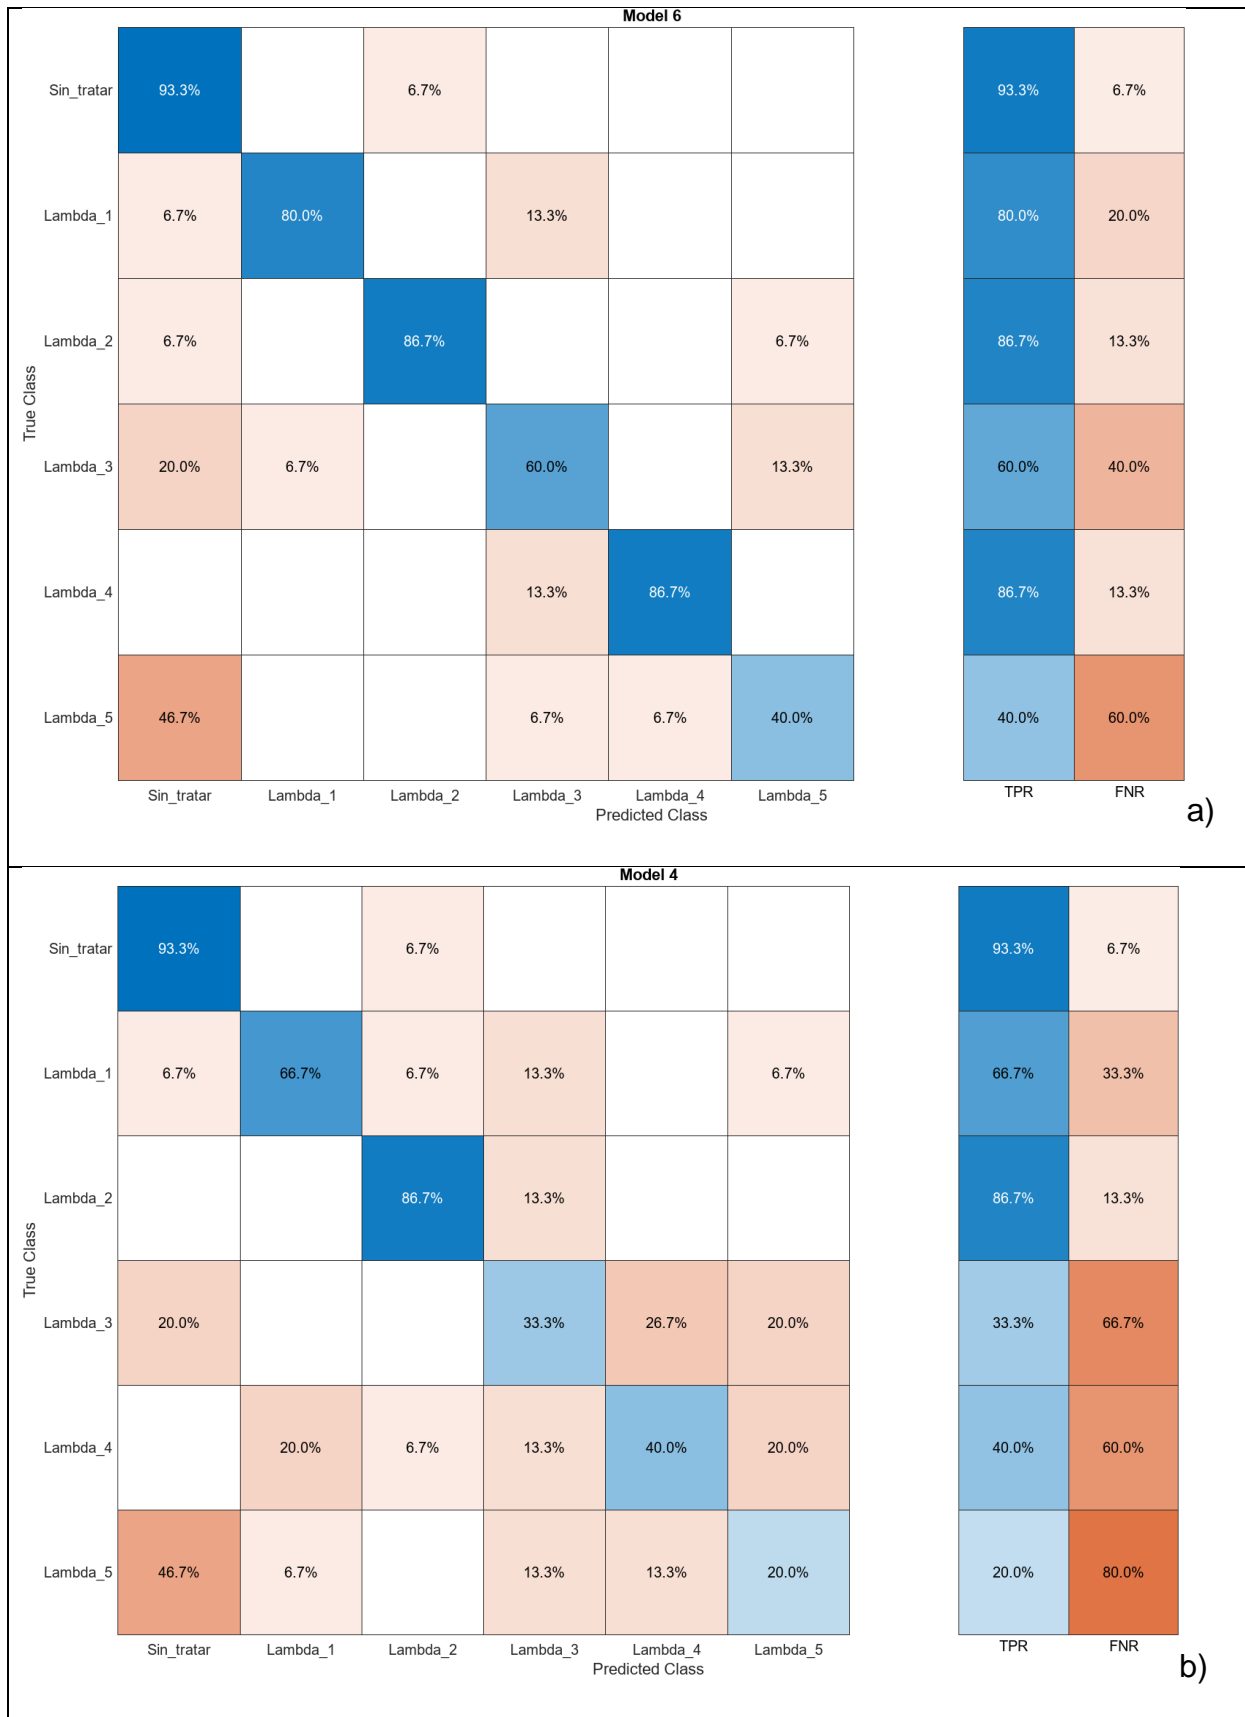 Model 6
Sin_tratar 93.3% 6.7% 93.3% 6.7%
Lambda_1 6.7% 80.0% 13.3% 80.0% 20.0%
Lambda_2 6.7% 86.7% 6.7% 86.7% 13.3%
True Class
Lambda_3 20.0% 6.7% 60.0% 13.3% 60.0% 40.0%
Lambda_4 13.3% 86.7% 86.7% 13.3%
Lambda_5 46.7% 6.7% 6.7% 40.0% 40.0% 60.0%
Sin_tratar Lambda_1 Lambda_2 Lambda_3 Lambda_4 Lambda_5 TPR FNR
Predicted Class
a)
Model 4
Sin_tratar 93.3% 6.7% 93.3% 6.7%
Lambda_1 6.7% 66.7% 6.7% 13.3% 6.7% 66.7% 33.3%
Lambda_2 86.7% 13.3% 86.7% 13.3%
True Class
Lambda_3 20.0% 33.3% 26.7% 20.0% 33.3% 66.7%
Lambda_4 20.0% 6.7% 13.3% 40.0% 20.0% 40.0% 60.0%
Lambda_5 46.7% 6.7% 13.3% 13.3% 20.0% 20.0% 80.0%
Sin_tratar Lambda_1 Lambda_2 Lambda_3 Lambda_4 Lambda_5 TPR FNR
Predicted Class
b)